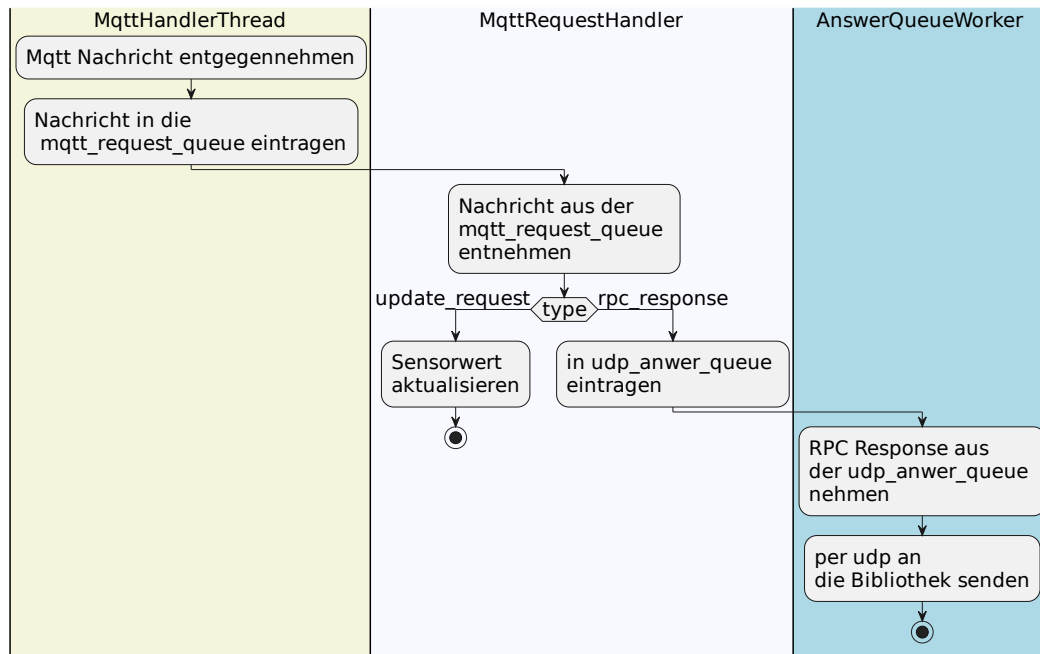 MqttHandlerThread
MqttRequestHandler
AnswerQueueWorker
Mqtt Nachricht entgegennehmen
Nachricht in die
mqtt_request_queue eintragen
Nachricht aus der
mqtt_request_queue
entnehmen
update_request
type
rpc_response
Sensorwert
aktualisieren
in udp_anwer_queue
eintragen
RPC Response aus
der udp_anwer_queue
nehmen
per udp an
die Bibliothek senden